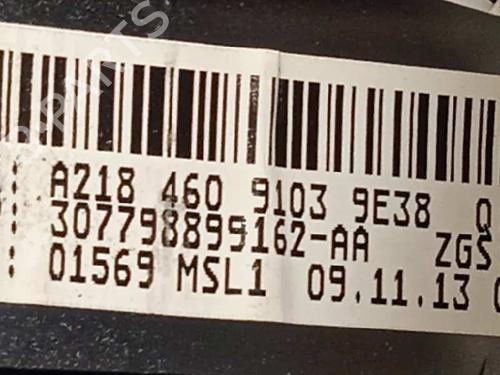 A218 460 9103 9E38 Q
307798899162-AA ZGS
01569 MSL1 09.11.13